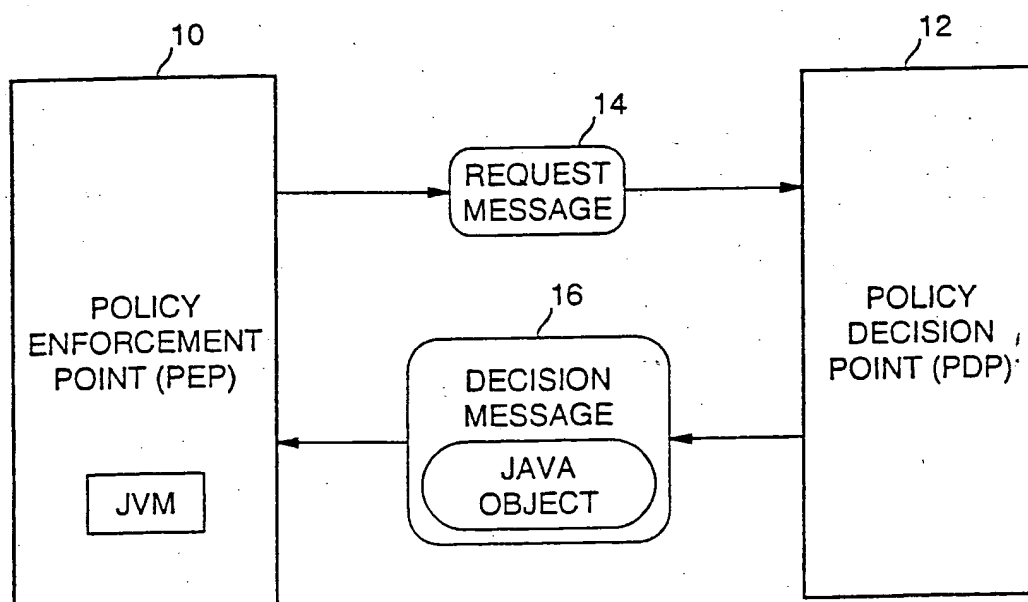 10
12
14
REQUEST
MESSAGE
POLICY
ENFORCEMENT
POINT (PEP)
16
DECISION
MESSAGE
JAVA
OBJECT
POLICY
DECISION
POINT (PDP)
JVM